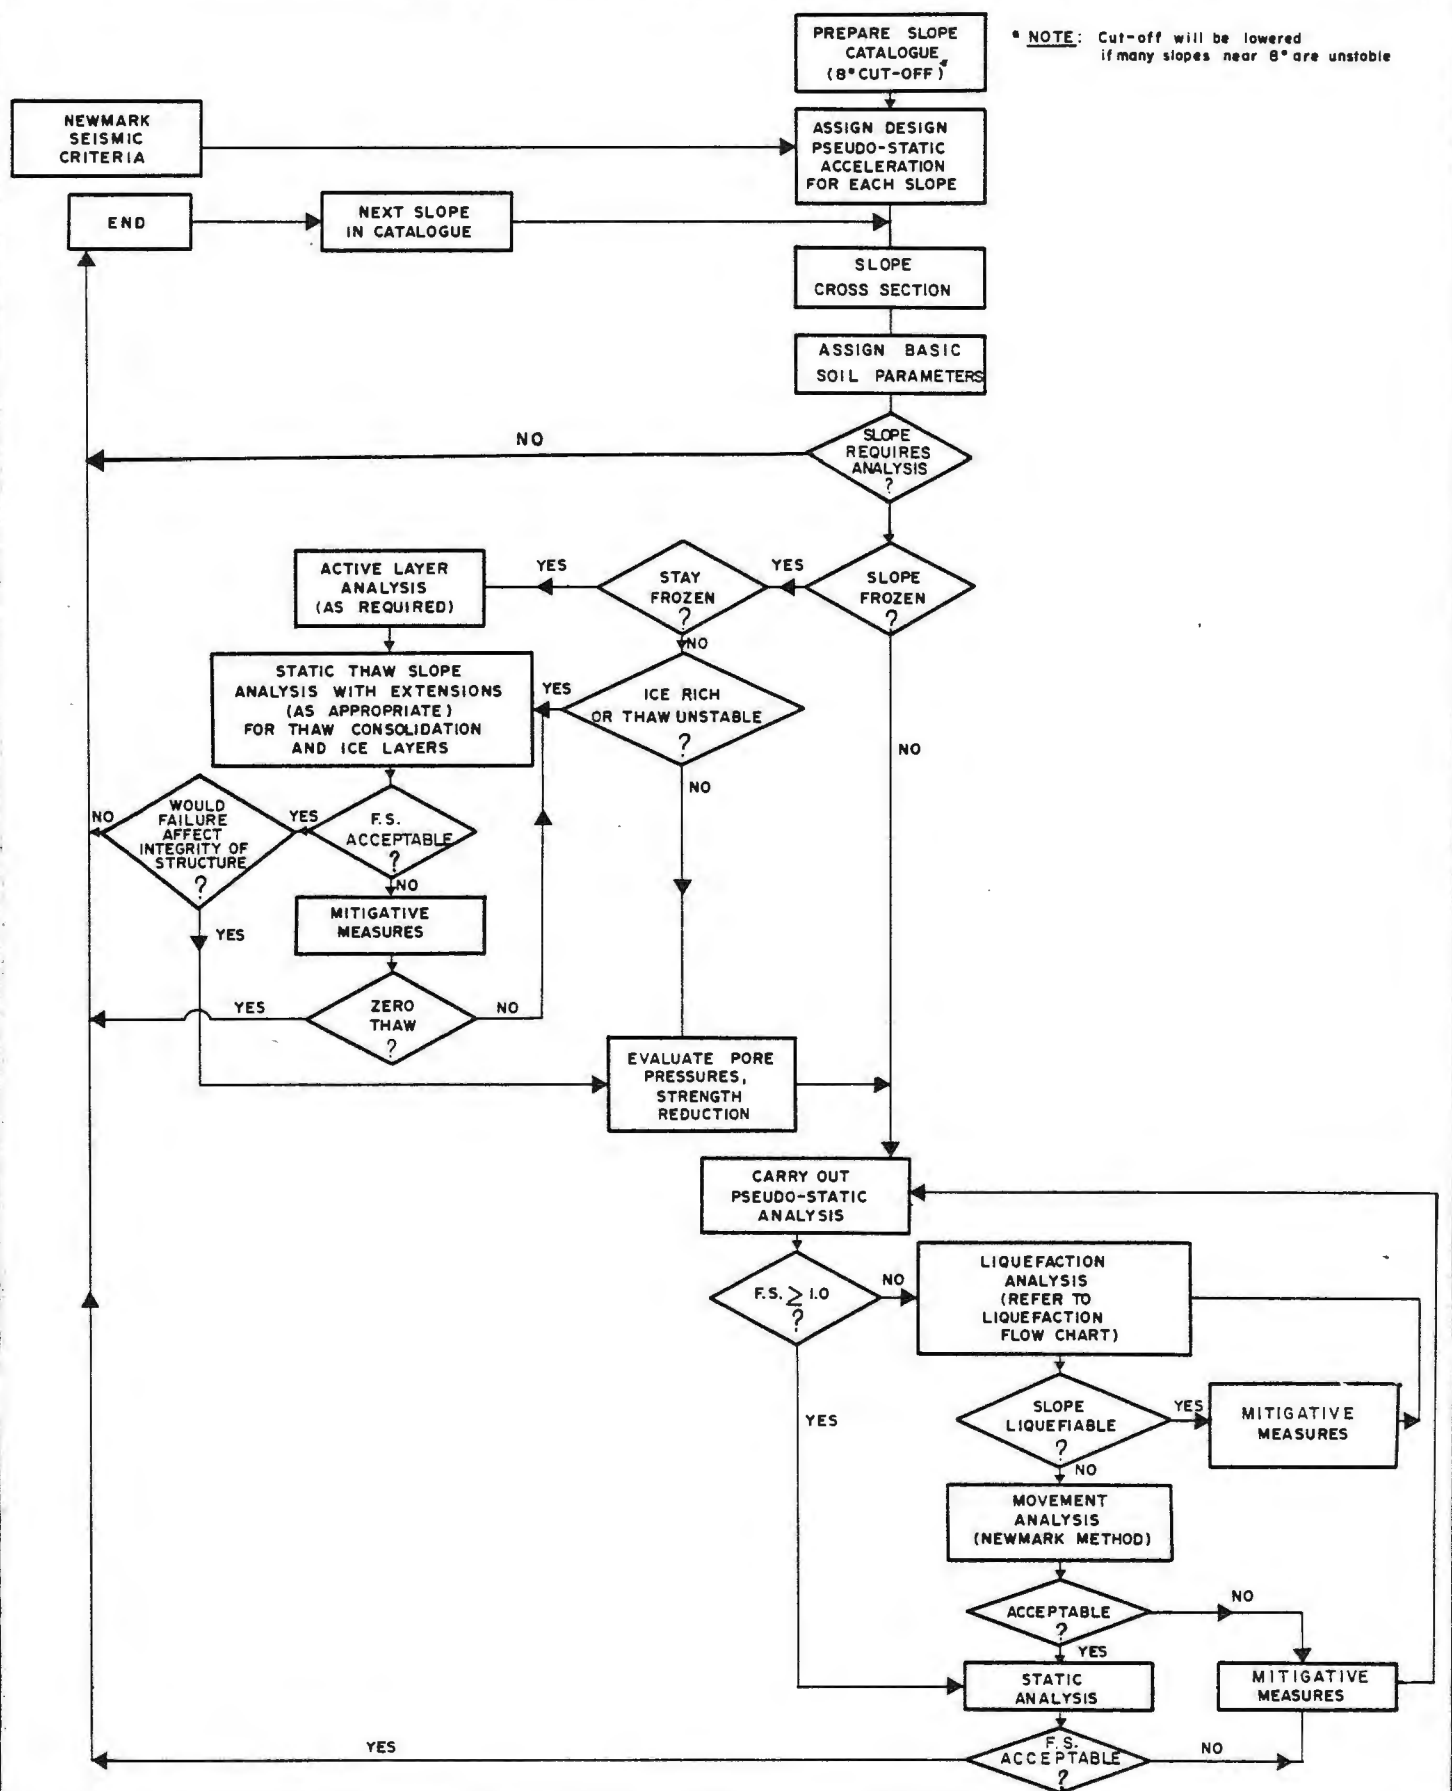 PREPARE SLOPE
CATALOGUE
(8° CUT-OFF)*
* NOTE: Cut-off will be lowered
if many slopes near 8° are unstable
NEWMARK
SEISMIC
CRITERIA
ASSIGN DESIGN
PSEUDO-STATIC
ACCELERATION
FOR EACH SLOPE
END
NEXT SLOPE
IN CATALOGUE
SLOPE
CROSS SECTION
ASSIGN BASIC
SOIL PARAMETERS
SLOPE
REQUIRES
ANALYSIS
?
NO
SLOPE
FROZEN
?
YES
STAY
FROZEN
?
YES
ACTIVE LAYER
ANALYSIS
(AS REQUIRED)
NO
ICE RICH
OR THAW UNSTABLE
?
YES
STATIC THAW SLOPE
ANALYSIS WITH EXTENSIONS
(AS APPROPRIATE)
FOR THAW CONSOLIDATION
AND ICE LAYERS
NO
NO
F.S.
ACCEPTABLE
?
YES
WOULD
FAILURE
AFFECT
INTEGRITY OF
STRUCTURE
?
NO
YES
NO
MITIGATIVE
MEASURES
ZERO
THAW
?
YES
NO
EVALUATE PORE
PRESSURES,
STRENGTH
REDUCTION
CARRY OUT
PSEUDO-STATIC
ANALYSIS
F.S. ≥ 1.0
?
NO
YES
LIQUEFACTION
ANALYSIS
(REFER TO
LIQUEFACTION
FLOW CHART)
SLOPE
LIQUEFIABLE
?
YES
MITIGATIVE
MEASURES
NO
MOVEMENT
ANALYSIS
(NEWMARK METHOD)
ACCEPTABLE
?
NO
YES
STATIC
ANALYSIS
MITIGATIVE
MEASURES
F.S.
ACCEPTABLE
?
YES
NO